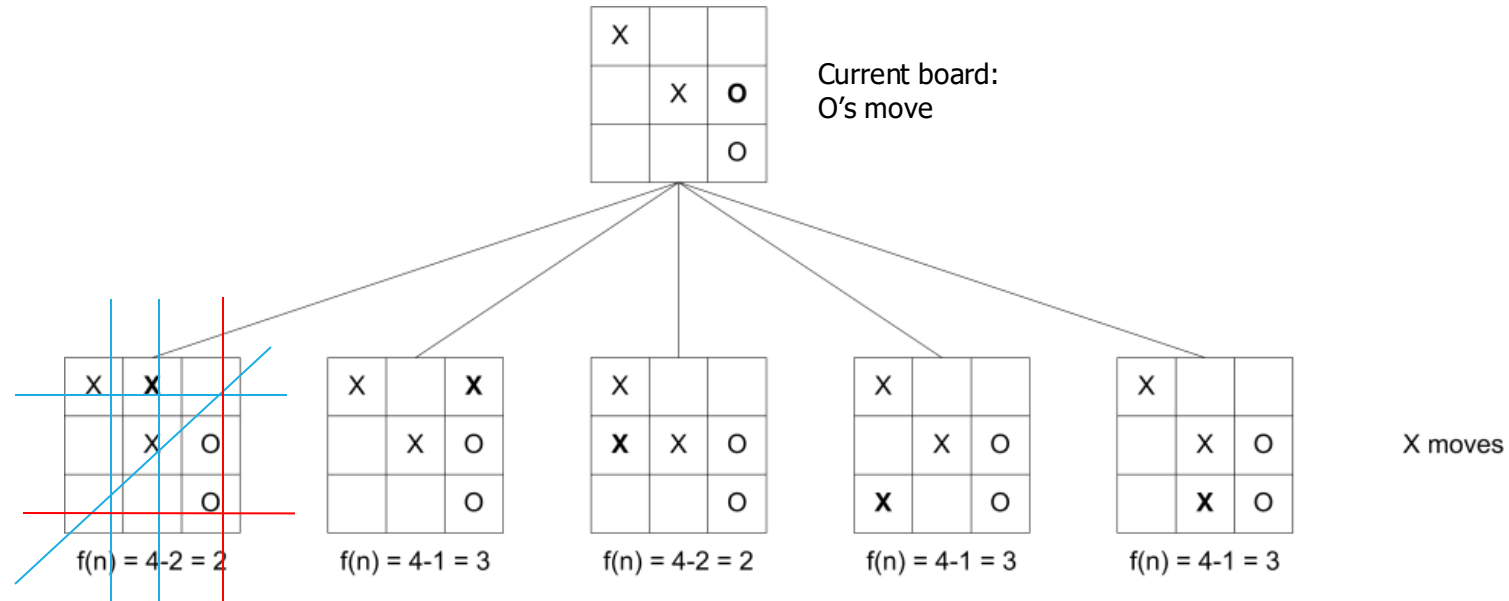 X
Current board:
O's move
X O
O
X X
X X
X
X
X
X O
X O
X X O
X O
X O
X moves
O
O
O
X O
X O
f(n) = 4-2 = 2
f(n) = 4-1 = 3
f(n) = 4-2 = 2
f(n) = 4-1 = 3
f(n) = 4-1 = 3